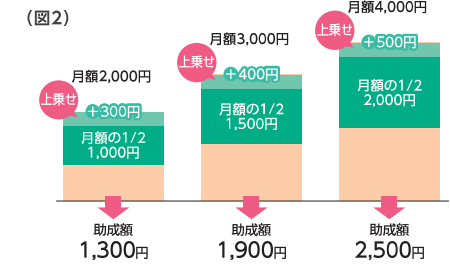 （図2）
月額2,000円
上乗せ
＋300円
月額の1/2
1,000円
助成額
1,300円
月額3,000円
上乗せ
＋400円
月額の1/2
1,500円
助成額
1,900円
月額4,000円
上乗せ
＋500円
月額の1/2
2,000円
助成額
2,500円